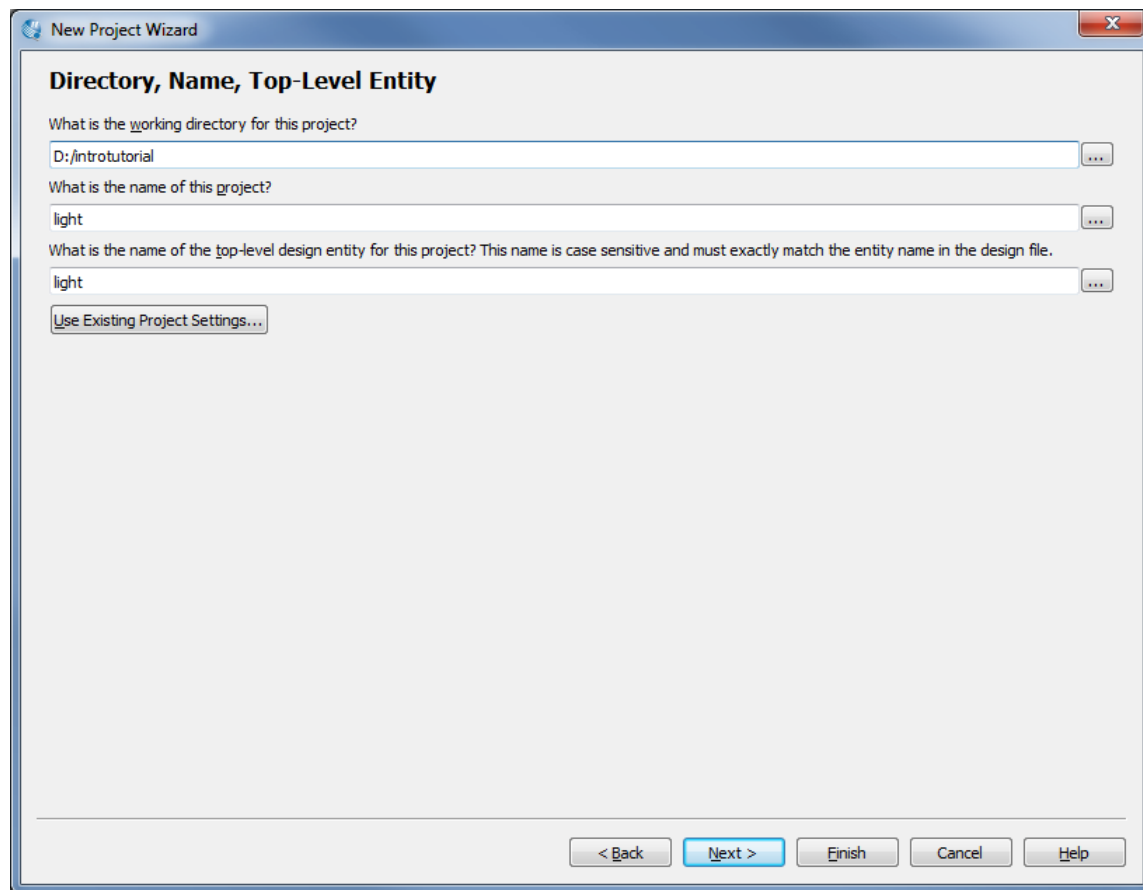 New Project Wizard
Directory, Name, Top-Level Entity
What is the working directory for this project?
D:/introtutorial
...
What is the name of this project?
light
...
What is the name of the top-level design entity for this project? This name is case sensitive and must exactly match the entity name in the design file.
light
...
Use Existing Project Settings...
< Back Next > Finish Cancel Help